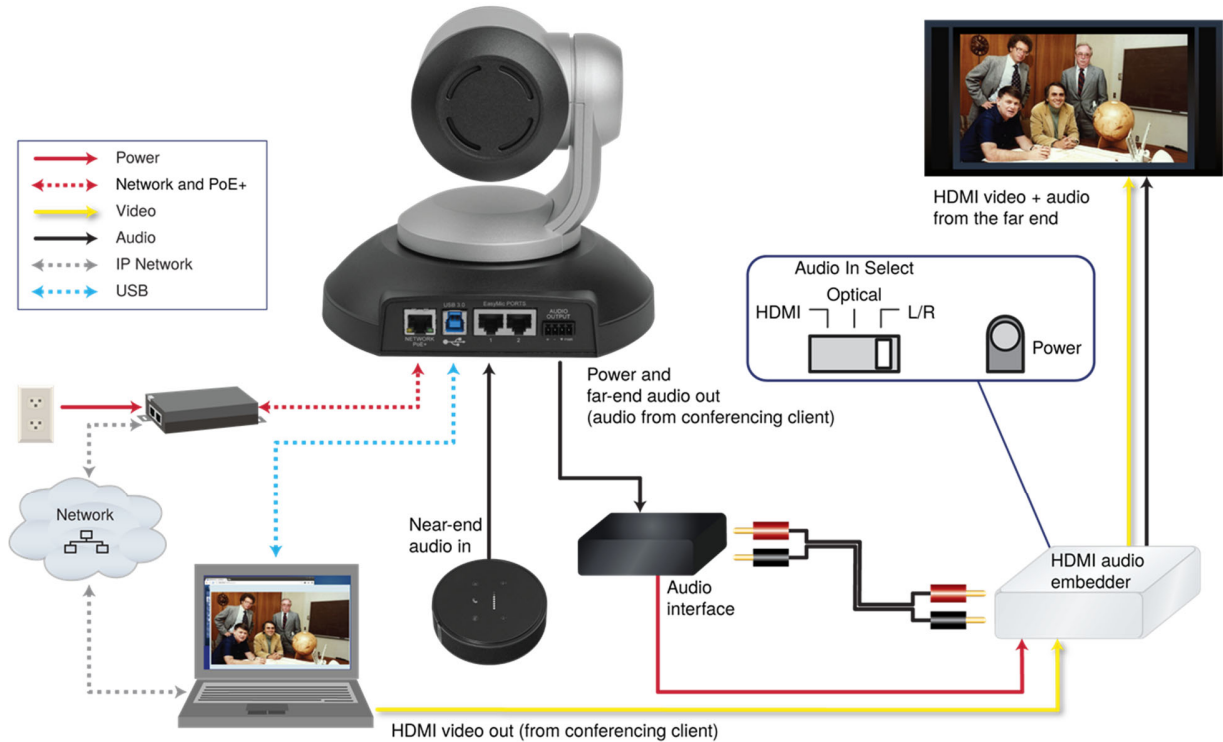 Power
Network and PoE+
Video
Audio
IP Network
USB
NETWORK
PoE+
USB 3.0
EasyMic PORTS
1
2
AUDIO
OUTPUT
HDMI video + audio
from the far end
Audio In Select
Optical
HDMI
L/R
Power
Power and
far-end audio out
(audio from conferencing client)
Network
Near-end
audio in
Audio
interface
HDMI audio
embedder
HDMI video out (from conferencing client)